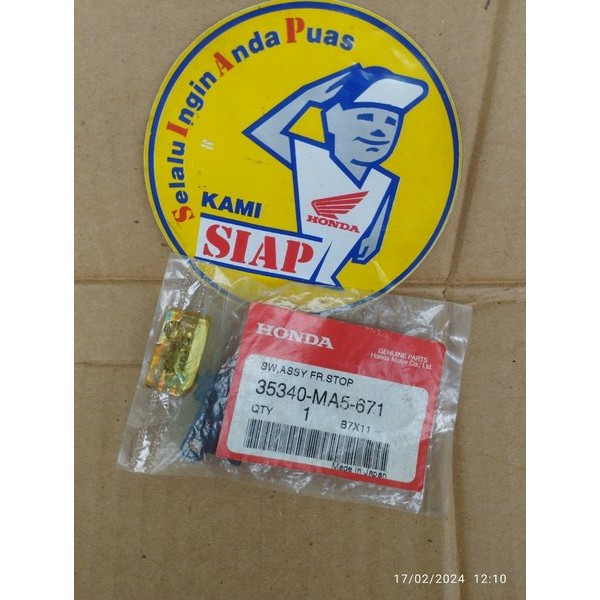 Selalu Ingin Anda Puas
KAMI
SIAP
HONDA
HONDA
GENUINE PARTS
Honda Motor Co., Ltd.
SW,ASSY FR.STOP
35340-MA5-671
QTY 1
B7X11
Made in Japan
17/02/2024 12:10